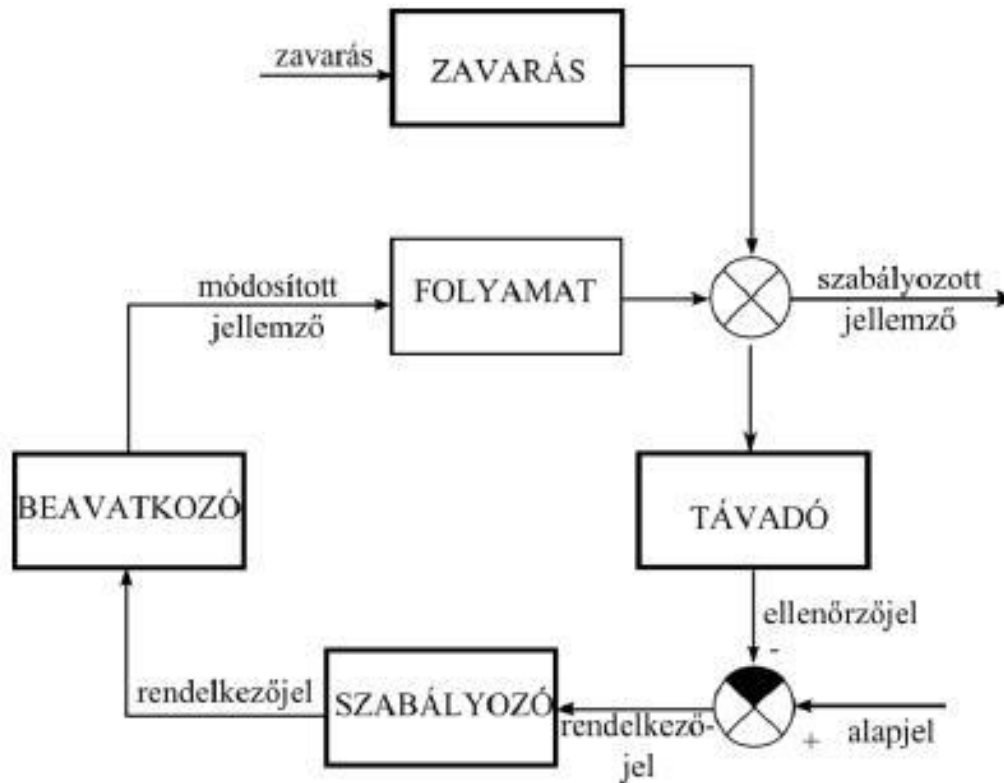 zavarás
ZAVARÁS
módosított
jellemző
FOLYAMAT
szabályozott
jellemző
BEAVATKOZÓ
TÁVADÓ
ellenőrzőjel
-
rendelkezőjel
SZABÁLYOZÓ
rendelkező-
jel
+
alapjel